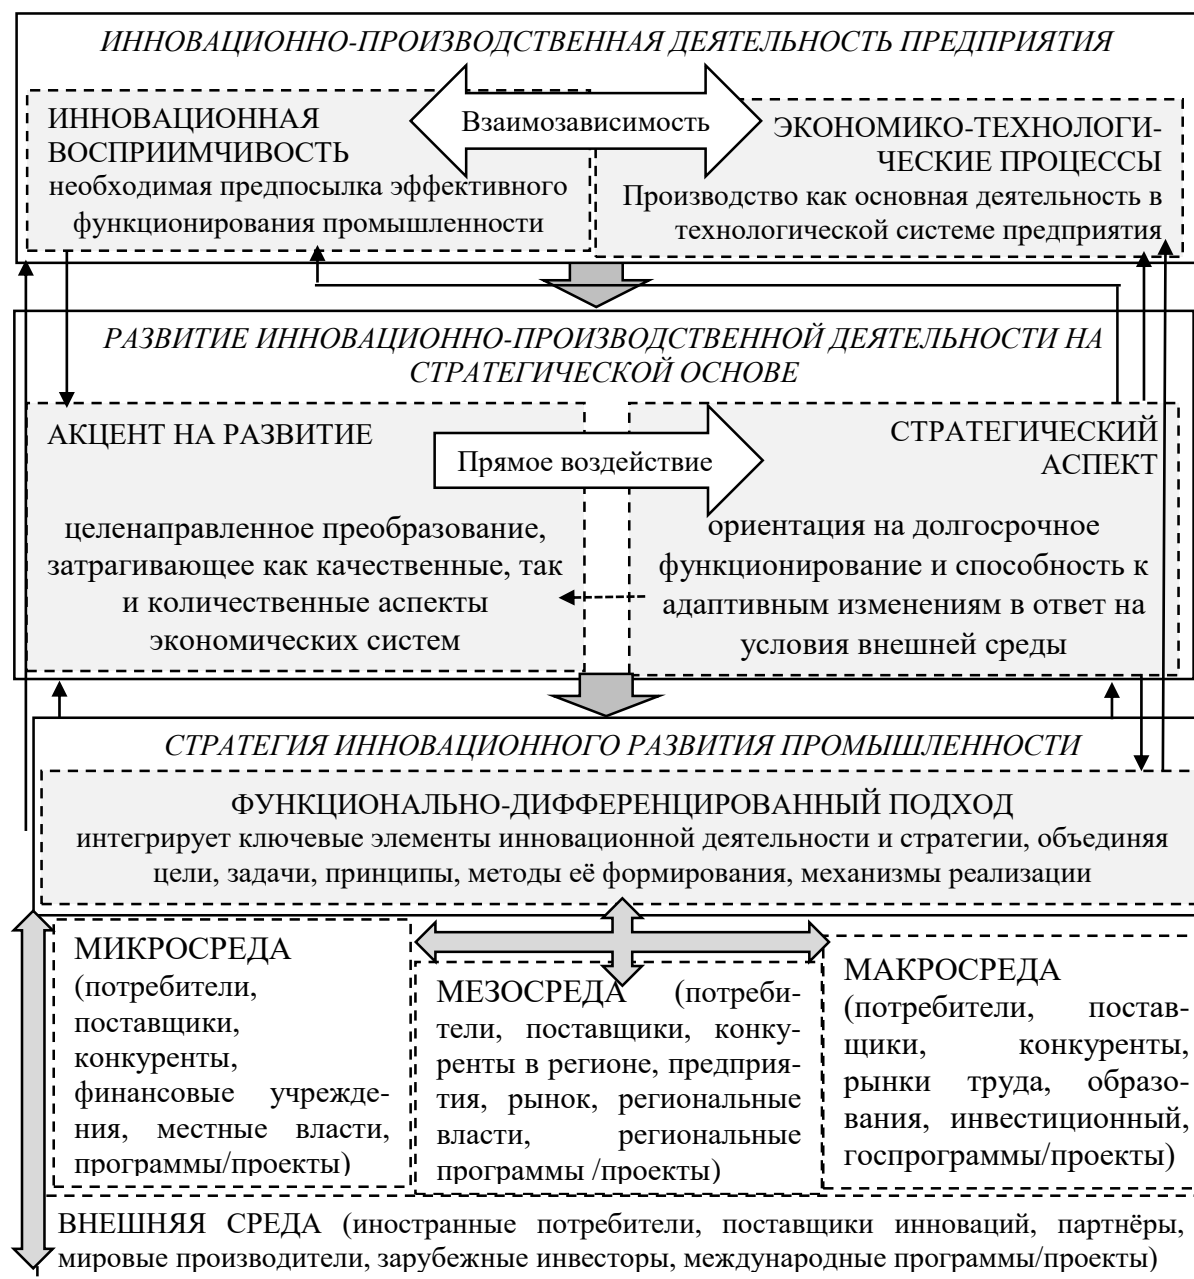 ИННОВАЦИОННО-ПРОИЗВОДСТВЕННАЯ ДЕЯТЕЛЬНОСТЬ ПРЕДПРИЯТИЯ
ИННОВАЦИОННАЯ
ВОСПРИИМЧИВОСТЬ
необходимая предпосылка эффективного
функционирования промышленности
Взаимозависимость
ЭКОНОМИКО-ТЕХНОЛОГИ-
ЧЕСКИЕ ПРОЦЕССЫ
Производство как основная деятельность в
технологической системе предприятия
РАЗВИТИЕ ИННОВАЦИОННО-ПРОИЗВОДСТВЕННОЙ ДЕЯТЕЛЬНОСТИ НА
СТРАТЕГИЧЕСКОЙ ОСНОВЕ
АКЦЕНТ НА РАЗВИТИЕ
целенаправленное преобразование,
затрагивающее как качественные, так
и количественные аспекты
экономических систем
Прямое воздействие
СТРАТЕГИЧЕСКИЙ
АСПЕКТ
ориентация на долгосрочное
функционирование и способность к
адаптивным изменениям в ответ на
условия внешней среды
СТРАТЕГИЯ ИННОВАЦИОННОГО РАЗВИТИЯ ПРОМЫШЛЕННОСТИ
ФУНКЦИОНАЛЬНО-ДИФФЕРЕНЦИРОВАННЫЙ ПОДХОД
интегрирует ключевые элементы инновационной деятельности и стратегии, объединяя
цели, задачи, принципы, методы её формирования, механизмы реализации
МИКРОСРЕДА
(потребители,
поставщики,
конкуренты,
финансовые учрежде-
ния, местные власти,
программы/проекты)
МЕЗОСРЕДА (потреби-
тели, поставщики, конку-
ренты в регионе, предприя-
тия, рынок, региональные
власти, региональные
программы /проекты)
МАКРОСРЕДА
(потребители, постав-
щики, конкуренты,
рынки труда, образо-
вания, инвестиционный,
госпрограммы/проекты)
ВНЕШНЯЯ СРЕДА (иностранные потребители, поставщики инноваций, партнёры,
мировые производители, зарубежные инвесторы, международные программы/проекты)